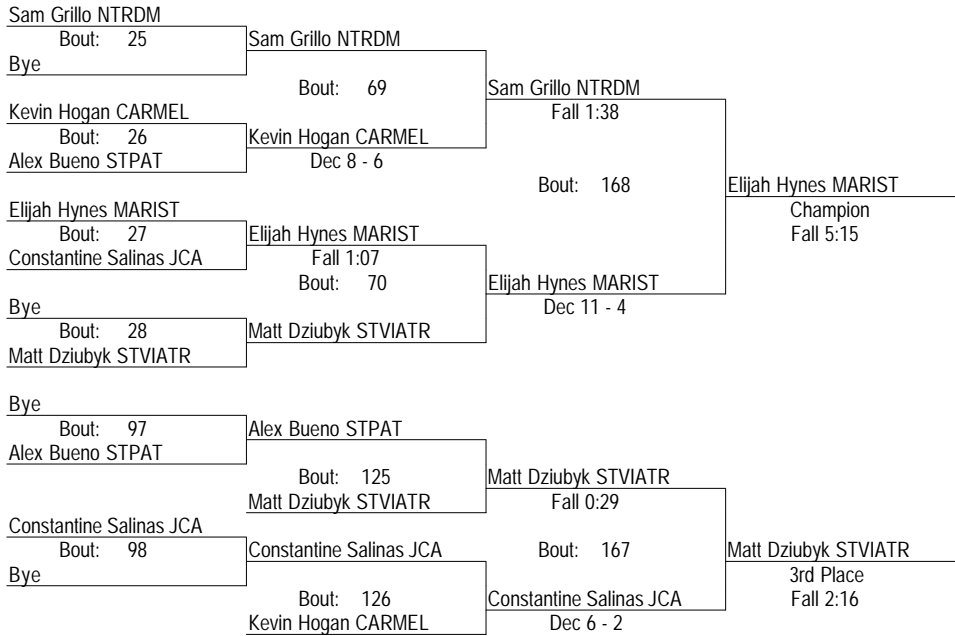 Sam Grillo NTRDM
Bout: 25
Sam Grillo NTRDM
Bye
Bout: 69
Sam Grillo NTRDM
Fall 1:38
Kevin Hogan CARMEL
Bout: 26
Kevin Hogan CARMEL
Alex Bueno STPAT
Dec 8 - 6
Bout: 168
Elijah Hynes MARIST
Champion
Fall 5:15
Elijah Hynes MARIST
Bout: 27
Elijah Hynes MARIST
Constantine Salinas JCA
Fall 1:07
Bout: 70
Elijah Hynes MARIST
Dec 11 - 4
Bye
Bout: 28
Matt Dziubyk STVIATR
Matt Dziubyk STVIATR
Bye
Bout: 97
Alex Bueno STPAT
Alex Bueno STPAT
Bout: 125
Matt Dziubyk STVIATR
Matt Dziubyk STVIATR
Fall 0:29
Constantine Salinas JCA
Bout: 98
Constantine Salinas JCA
Bye
Bout: 167
Matt Dziubyk STVIATR
3rd Place
Fall 2:16
Bout: 126
Constantine Salinas JCA
Kevin Hogan CARMEL
Dec 6 - 2